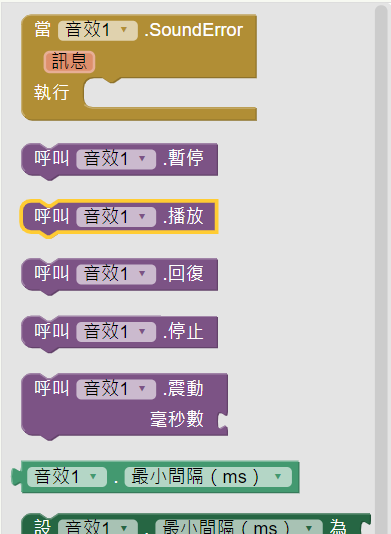 當 音效1 .SoundError
訊息
執行
呼叫 音效1 .暫停
呼叫 音效1 .播放
呼叫 音效1 .回復
呼叫 音效1 .停止
呼叫 音效1 .震動
毫秒數
音效1 . 最小間隔（ms）
設 音效1 . 最小間隔（ms） 為